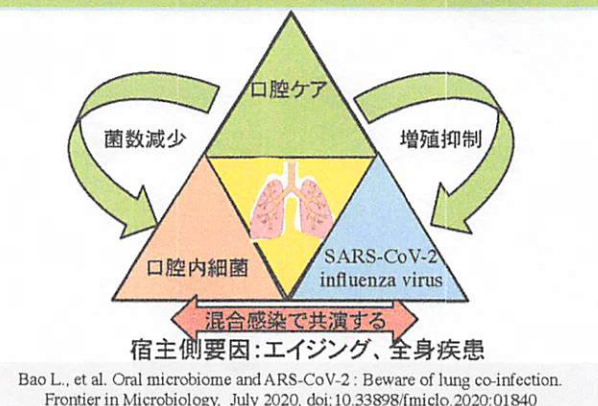 口腔ケア
菌数減少
増殖抑制
口腔内細菌
SARS-CoV-2
influenza virus
混合感染で共演する
宿主側要因:エイジング、全身疾患
Bao L., et al. Oral microbiome and ARS-CoV-2 : Beware of lung co-infection.
Frontier in Microbiology, July 2020, doi;10.33898/fmiclo.2020:01840